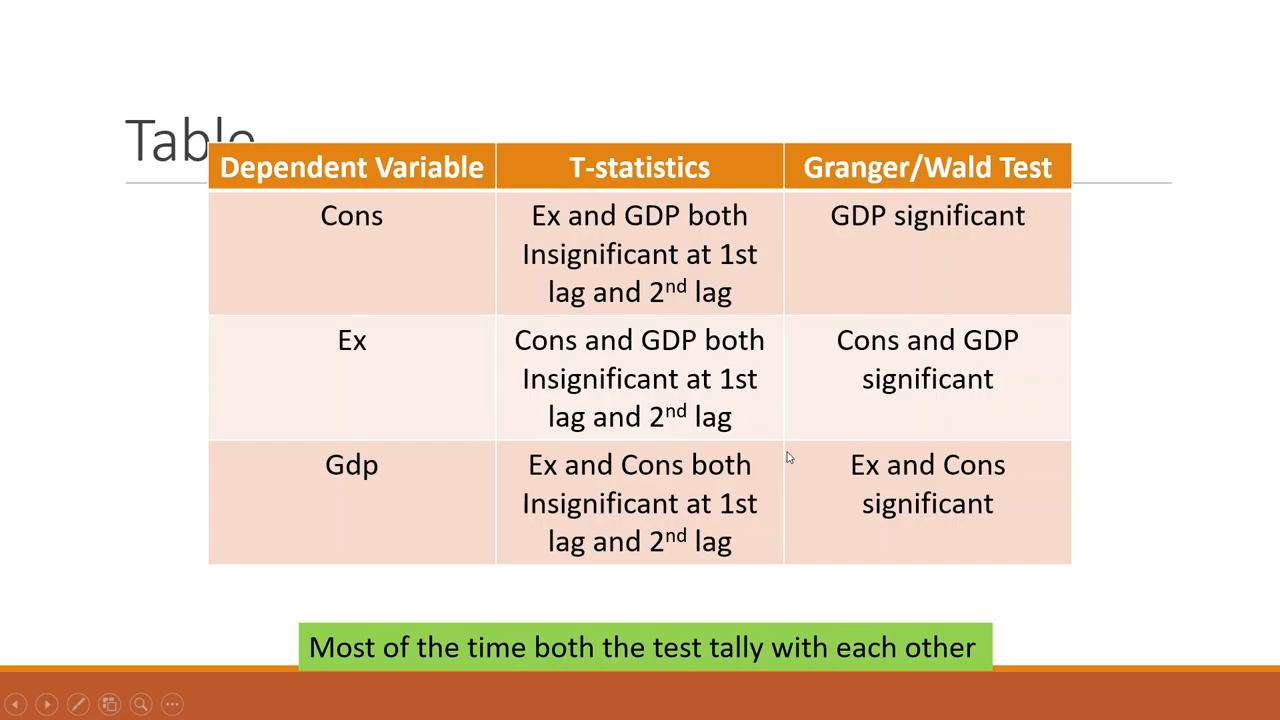 Table
Dependent Variable
T-statistics
Granger/Wald Test
Cons
Ex and GDP both
Insignificant at 1st
lag and 2nd lag
GDP significant
Ex
Cons and GDP both
Insignificant at 1st
lag and 2nd lag
Cons and GDP
significant
Gdp
Ex and Cons both
Insignificant at 1st
lag and 2nd lag
Ex and Cons
significant
Most of the time both the test tally with each other